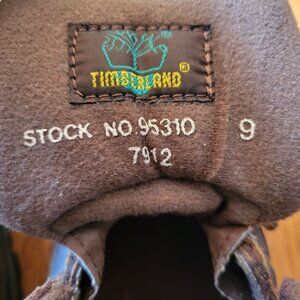 TIMBERLAND®
STOCK NO. 95310 9
7912